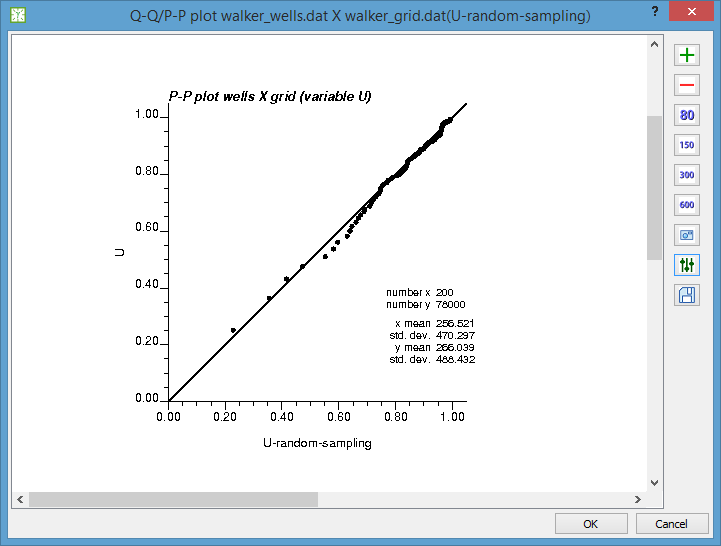 Q-Q/P-P plot walker_wells.dat X walker_grid.dat(U-random-sampling)
?
P-P plot wells X grid (variable U)
1.00
0.80
0.60
0.40
0.20
0.00
U
0.00 0.20 0.40 0.60 0.80 1.00
U-random-sampling
number x 200
number y 78000
x mean 256.521
std. dev. 470.297
y mean 266.039
std. dev. 488.432
80
150
300
600
OK
Cancel